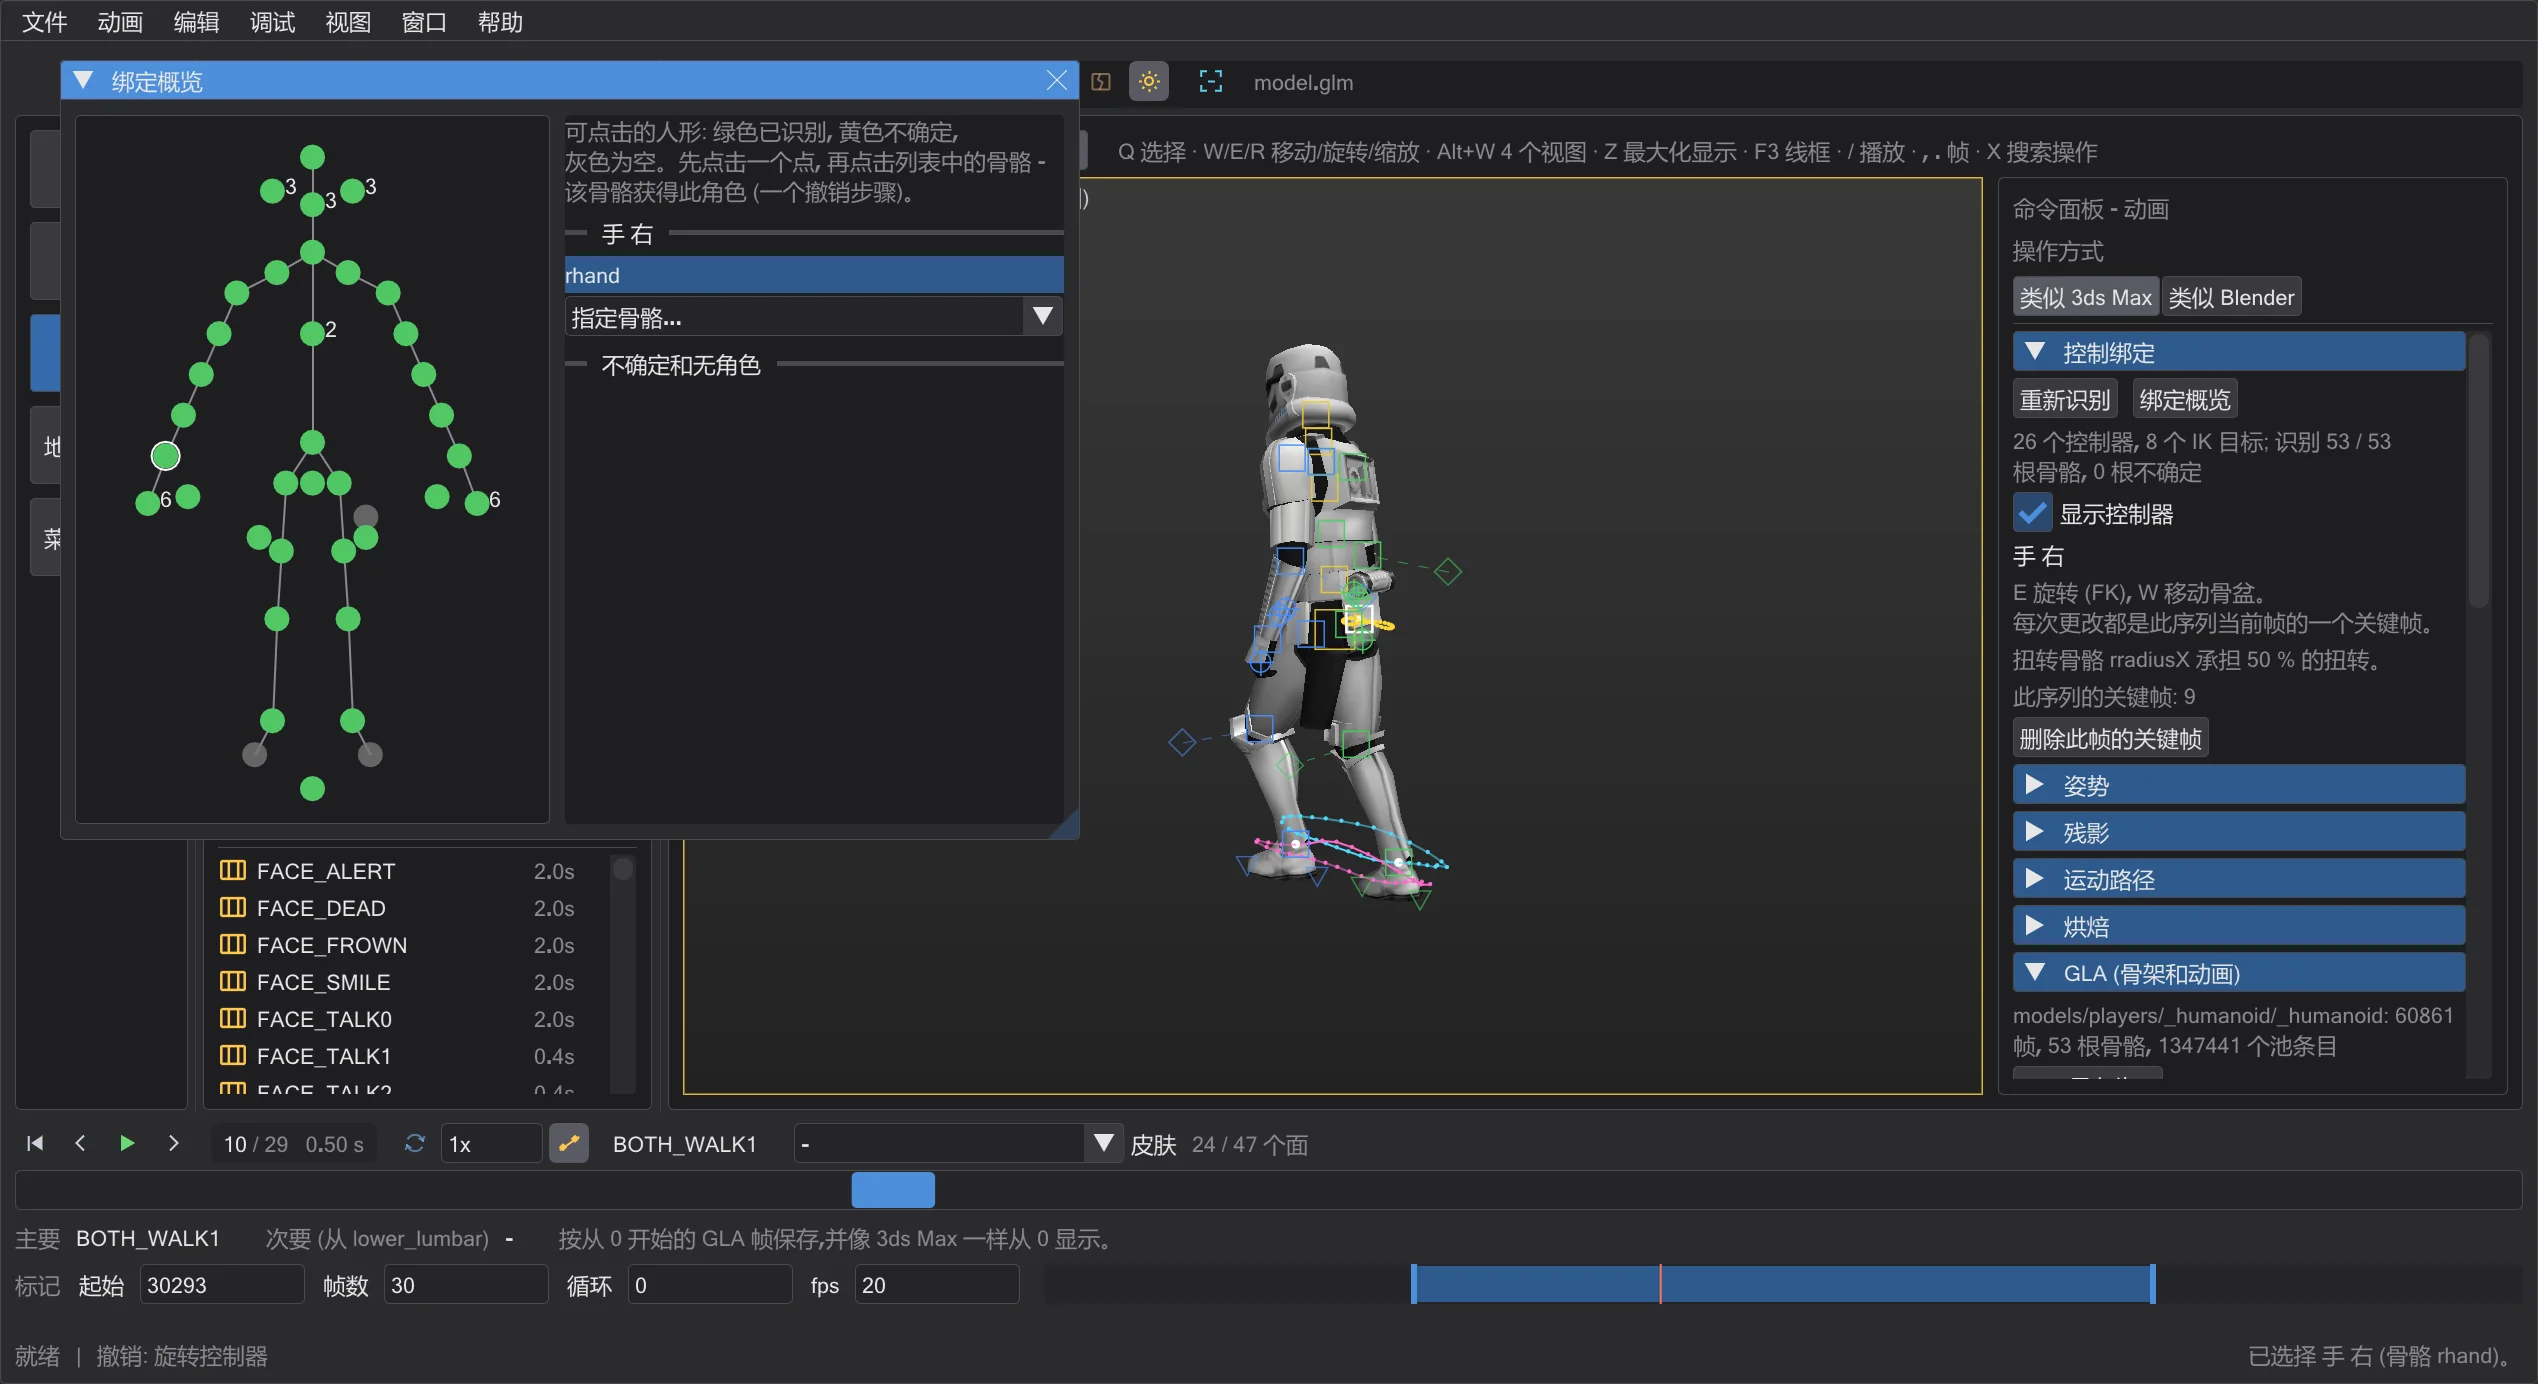 文件 动画 编辑 调试 视图 窗口 帮助
绑定概览
model.glm
可点击的人形: 绿色已识别, 黄色不确定,
灰色为空。先点击一个点, 再点击列表中的骨骼 -
该骨骼获得此角色 (一个撤销步骤)。
手 右
rhand
指定骨骼...
不确定和无角色
3
3
3
2
6
6
Q 选择 · W/E/R 移动/旋转/缩放 · Alt+W 4 个视图 · Z 最大化显示 · F3 线框 · / 播放 · , . 帧 · X 搜索操作
命令面板 - 动画
操作方式
类似 3ds Max 类似 Blender
控制绑定
重新识别 绑定概览
26 个控制器, 8 个 IK 目标; 识别 53 / 53
根骨骼, 0 根不确定
显示控制器
手 右
E 旋转 (FK), W 移动骨盆。
每次更改都是此序列当前帧的一个关键帧。
扭转骨骼 rradiusX 承担 50 % 的扭转。
此序列的关键帧: 9
删除此帧的关键帧
姿势
残影
运动路径
烘焙
GLA (骨架和动画)
models/players/_humanoid/_humanoid: 60861
帧, 53 根骨骼, 1347441 个池条目
FACE_ALERT 2.0s
FACE_DEAD 2.0s
FACE_FROWN 2.0s
FACE_SMILE 2.0s
FACE_TALK0 2.0s
FACE_TALK1 0.4s
FACE_TALK2 0.4s
10 / 29 0.50 s 1x BOTH_WALK1 - 皮肤 24 / 47 个面
主要 BOTH_WALK1 次要 (从 lower_lumbar) - 按从 0 开始的 GLA 帧保存,并像 3ds Max 一样从 0 显示。
标记 起始 30293 帧数 30 循环 0 fps 20
就绪 | 撤销: 旋转控制器
已选择 手 右 (骨骼 rhand)。